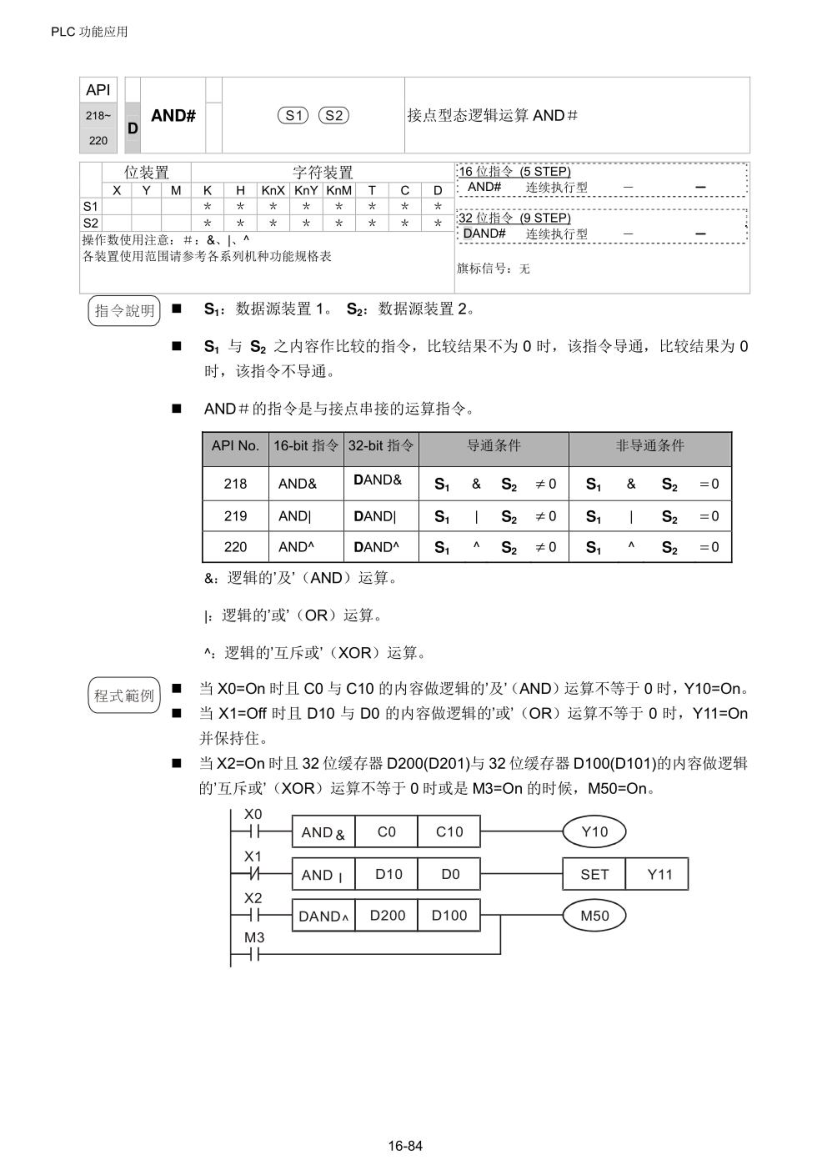 PLC 功能应用
API
218~
220
D
AND#
S1 S2
接点型态逻辑运算 AND＃
位装置 字符装置
X Y M K H KnX KnY KnM T C D
S1 * * * * * * * *
S2 * * * * * * * *
操作数使用注意：＃：&、|、^
各装置使用范围请参考各系列机种功能规格表
16 位指令 (5 STEP)
AND# 连续执行型 － －
32 位指令 (9 STEP)
DAND# 连续执行型 － －
旗标信号：无
指令說明
■ S₁：数据源装置 1。 S₂：数据源装置 2。
■ S₁ 与 S₂ 之内容作比较的指令，比较结果不为 0 时，该指令导通，比较结果为 0
时，该指令不导通。
■ AND＃的指令是与接点串接的运算指令。
API No. 16-bit 指令 32-bit 指令 导通条件 非导通条件
218 AND& DAND& S₁ & S₂ ≠0 S₁ & S₂ ＝0
219 AND| DAND| S₁ | S₂ ≠0 S₁ | S₂ ＝0
220 AND^ DAND^ S₁ ^ S₂ ≠0 S₁ ^ S₂ ＝0
&：逻辑的'及'（AND）运算。
|：逻辑的'或'（OR）运算。
^：逻辑的'互斥或'（XOR）运算。
程式範例
■ 当 X0=On 时且 C0 与 C10 的内容做逻辑的'及'（AND）运算不等于 0 时，Y10=On。
■ 当 X1=Off 时且 D10 与 D0 的内容做逻辑的'或'（OR）运算不等于 0 时，Y11=On
并保持住。
■ 当 X2=On 时且 32 位缓存器 D200(D201)与 32 位缓存器 D100(D101)的内容做逻辑
的'互斥或'（XOR）运算不等于 0 时或是 M3=On 的时候，M50=On。
X0
AND & C0 C10 Y10
X1
AND | D10 D0 SET Y11
X2
DAND^ D200 D100 M50
M3
16-84